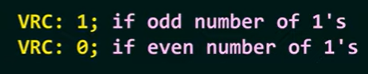 VRC: 1; if odd number of 1's
VRC: 0; if even number of 1's